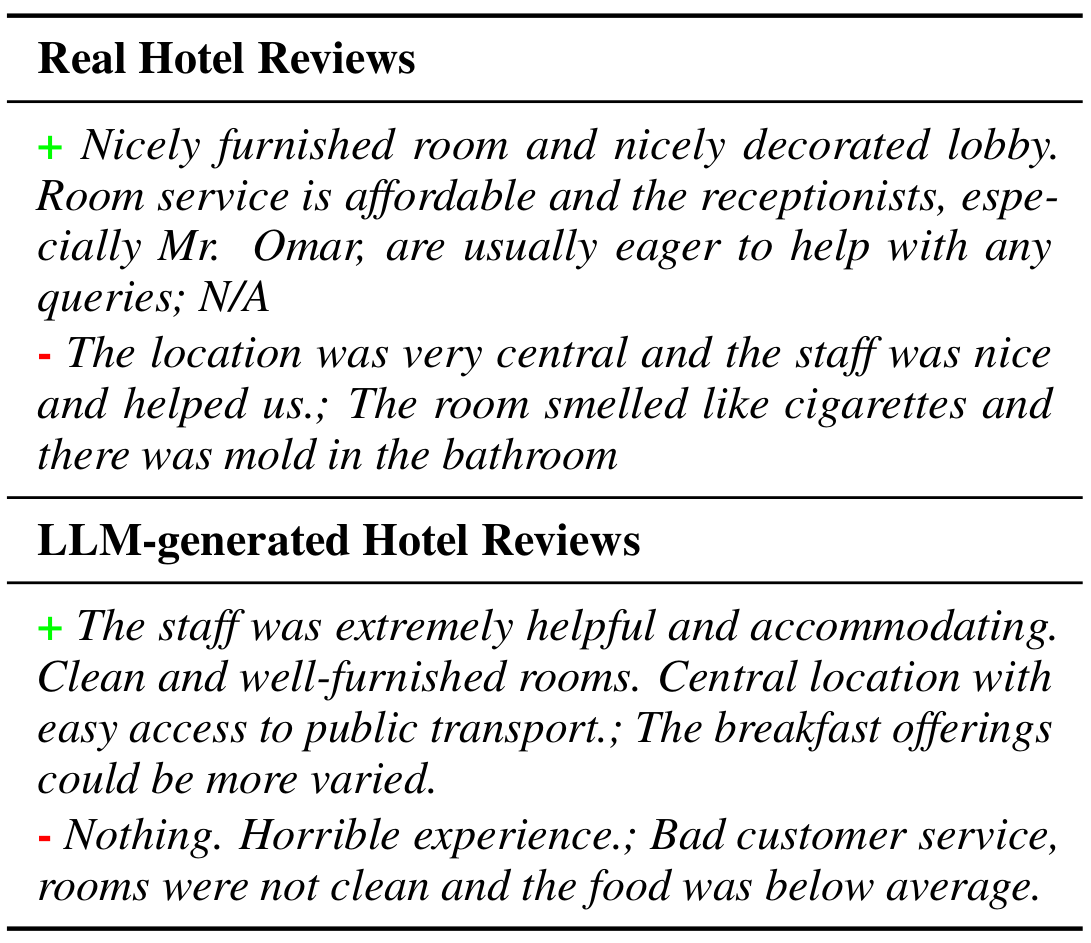 Real Hotel Reviews
+ Nicely furnished room and nicely decorated lobby.
Room service is affordable and the receptionists, espe-
cially Mr. Omar, are usually eager to help with any
queries; N/A
- The location was very central and the staff was nice
and helped us.; The room smelled like cigarettes and
there was mold in the bathroom
LLM-generated Hotel Reviews
+ The staff was extremely helpful and accommodating.
Clean and well-furnished rooms. Central location with
easy access to public transport.; The breakfast offerings
could be more varied.
- Nothing. Horrible experience.; Bad customer service,
rooms were not clean and the food was below average.